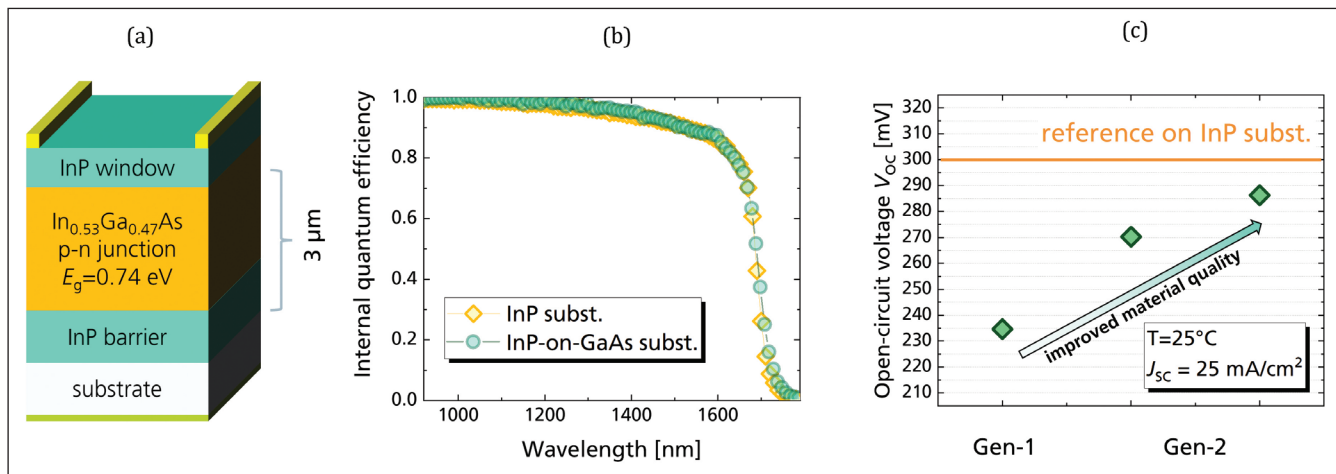 (a)
InP window
In₀.₅₃Ga₀.₄₇As
p-n junction
Eg=0.74 eV
3 µm
InP barrier
substrate
(b)
Internal quantum efficiency
1.0
0.8
0.6
0.4
0.2
0.0
InP subst.
InP-on-GaAs subst.
1000
1200
1400
1600
Wavelength [nm]
(c)
Open-circuit voltage VOC [mV]
320
310
300
290
280
270
260
250
240
230
220
210
reference on InP subst.
improved material quality
T=25°C
JSC = 25 mA/cm²
Gen-1
Gen-2